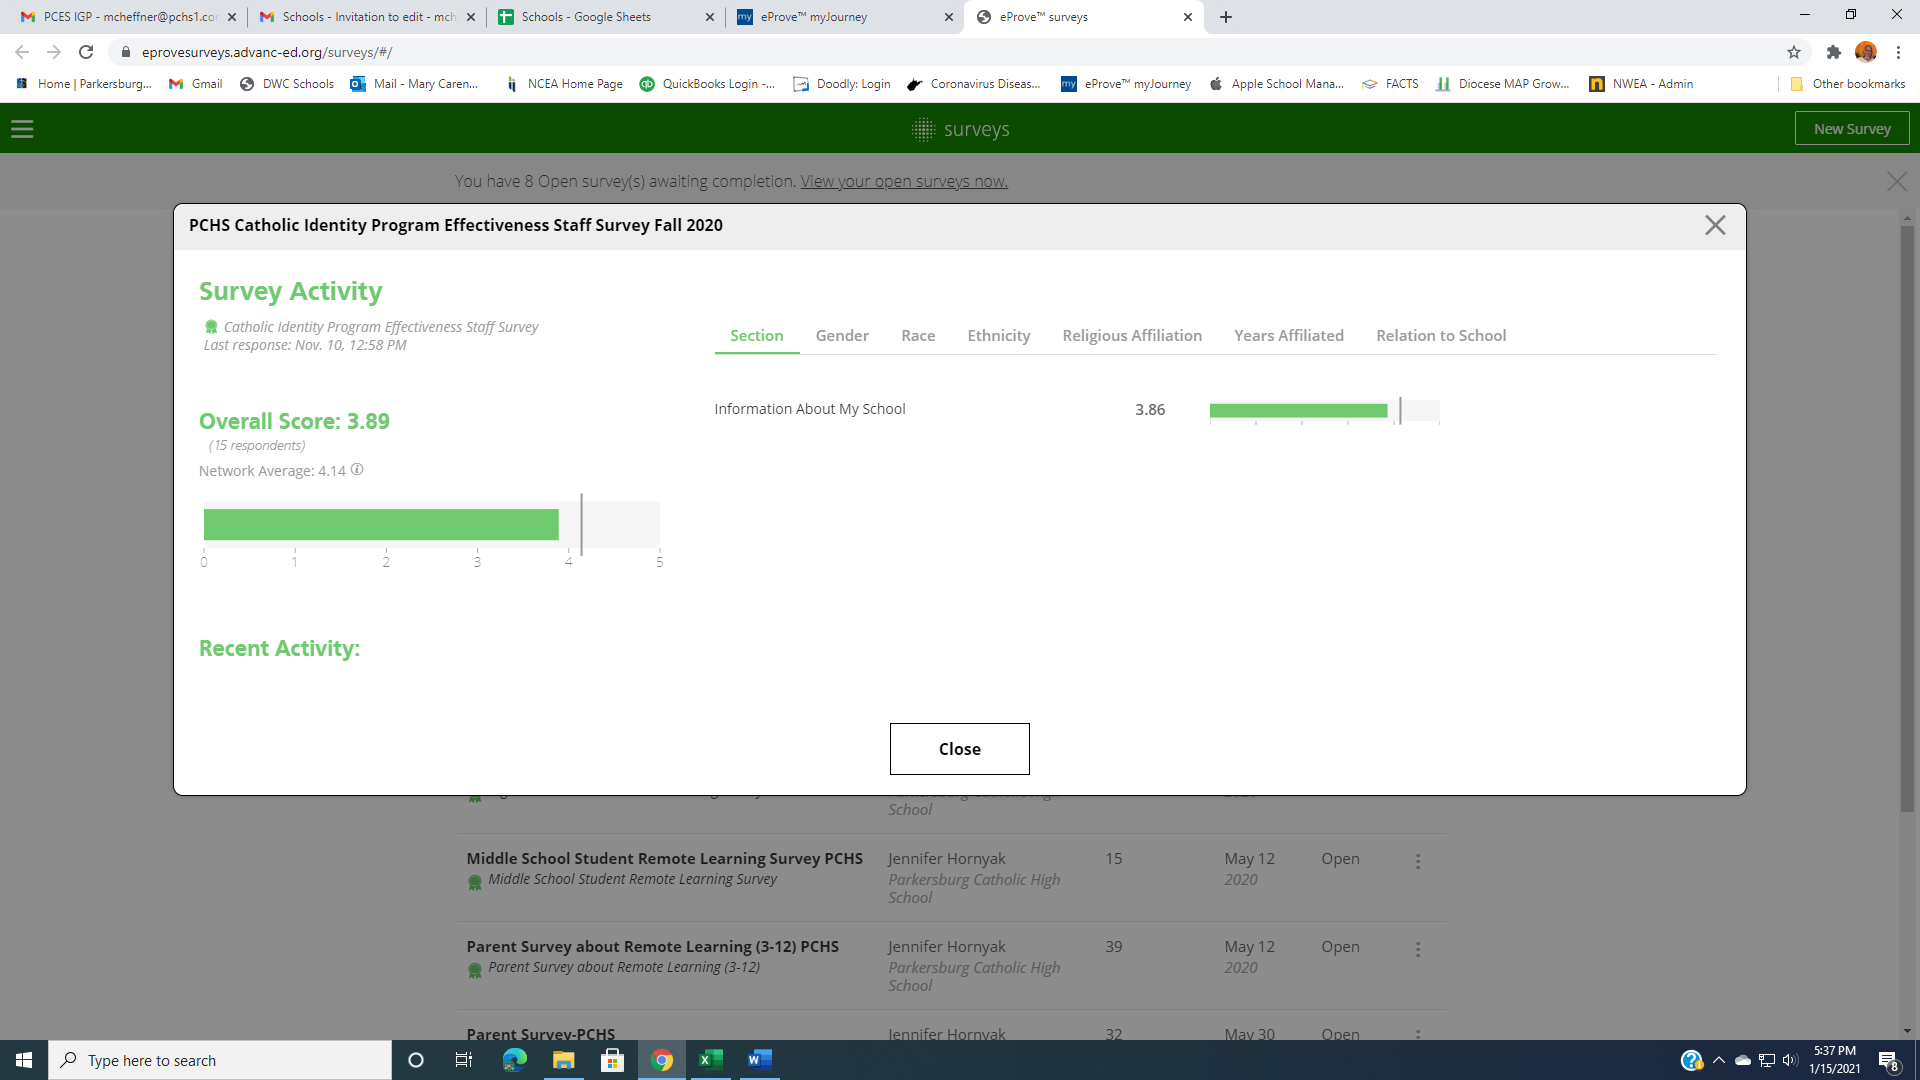 PCES IGP - mcheffner@pchs1.co
Schools - Invitation to edit - mch
Schools - Google Sheets
my eProve™ myJourney
eProve™ surveys
eprovesurveys.advanc-ed.org/surveys/#/
Home | Parkersburg...
Gmail
DWC Schools
Mail - Mary Caren...
NCEA Home Page
qb QuickBooks Login -...
Doodly: Login
Coronavirus Diseas...
my eProve™ myJourney
Apple School Mana...
FACTS
Diocese MAP Grow...
NWEA - Admin
Other bookmarks
surveys
New Survey
You have 8 Open survey(s) awaiting completion. View your open surveys now.
PCHS Catholic Identity Program Effectiveness Staff Survey Fall 2020
Survey Activity
Catholic Identity Program Effectiveness Staff Survey
Last response: Nov. 10, 12:58 PM
Section Gender Race Ethnicity Religious Affiliation Years Affiliated Relation to School
Information About My School 3.86
Overall Score: 3.89
(15 respondents)
Network Average: 4.14
0 1 2 3 4 5
Recent Activity:
Close
School
Middle School Student Remote Learning Survey PCHS Jennifer Hornyak 15 May 12 Open
Middle School Student Remote Learning Survey Parkersburg Catholic High 2020
School
Parent Survey about Remote Learning (3-12) PCHS Jennifer Hornyak 39 May 12 Open
Parent Survey about Remote Learning (3-12) Parkersburg Catholic High 2020
School
Parent Survey-PCHS Jennifer Hornyak 32 May 30 Open
Type here to search
5:37 PM
1/15/2021
8